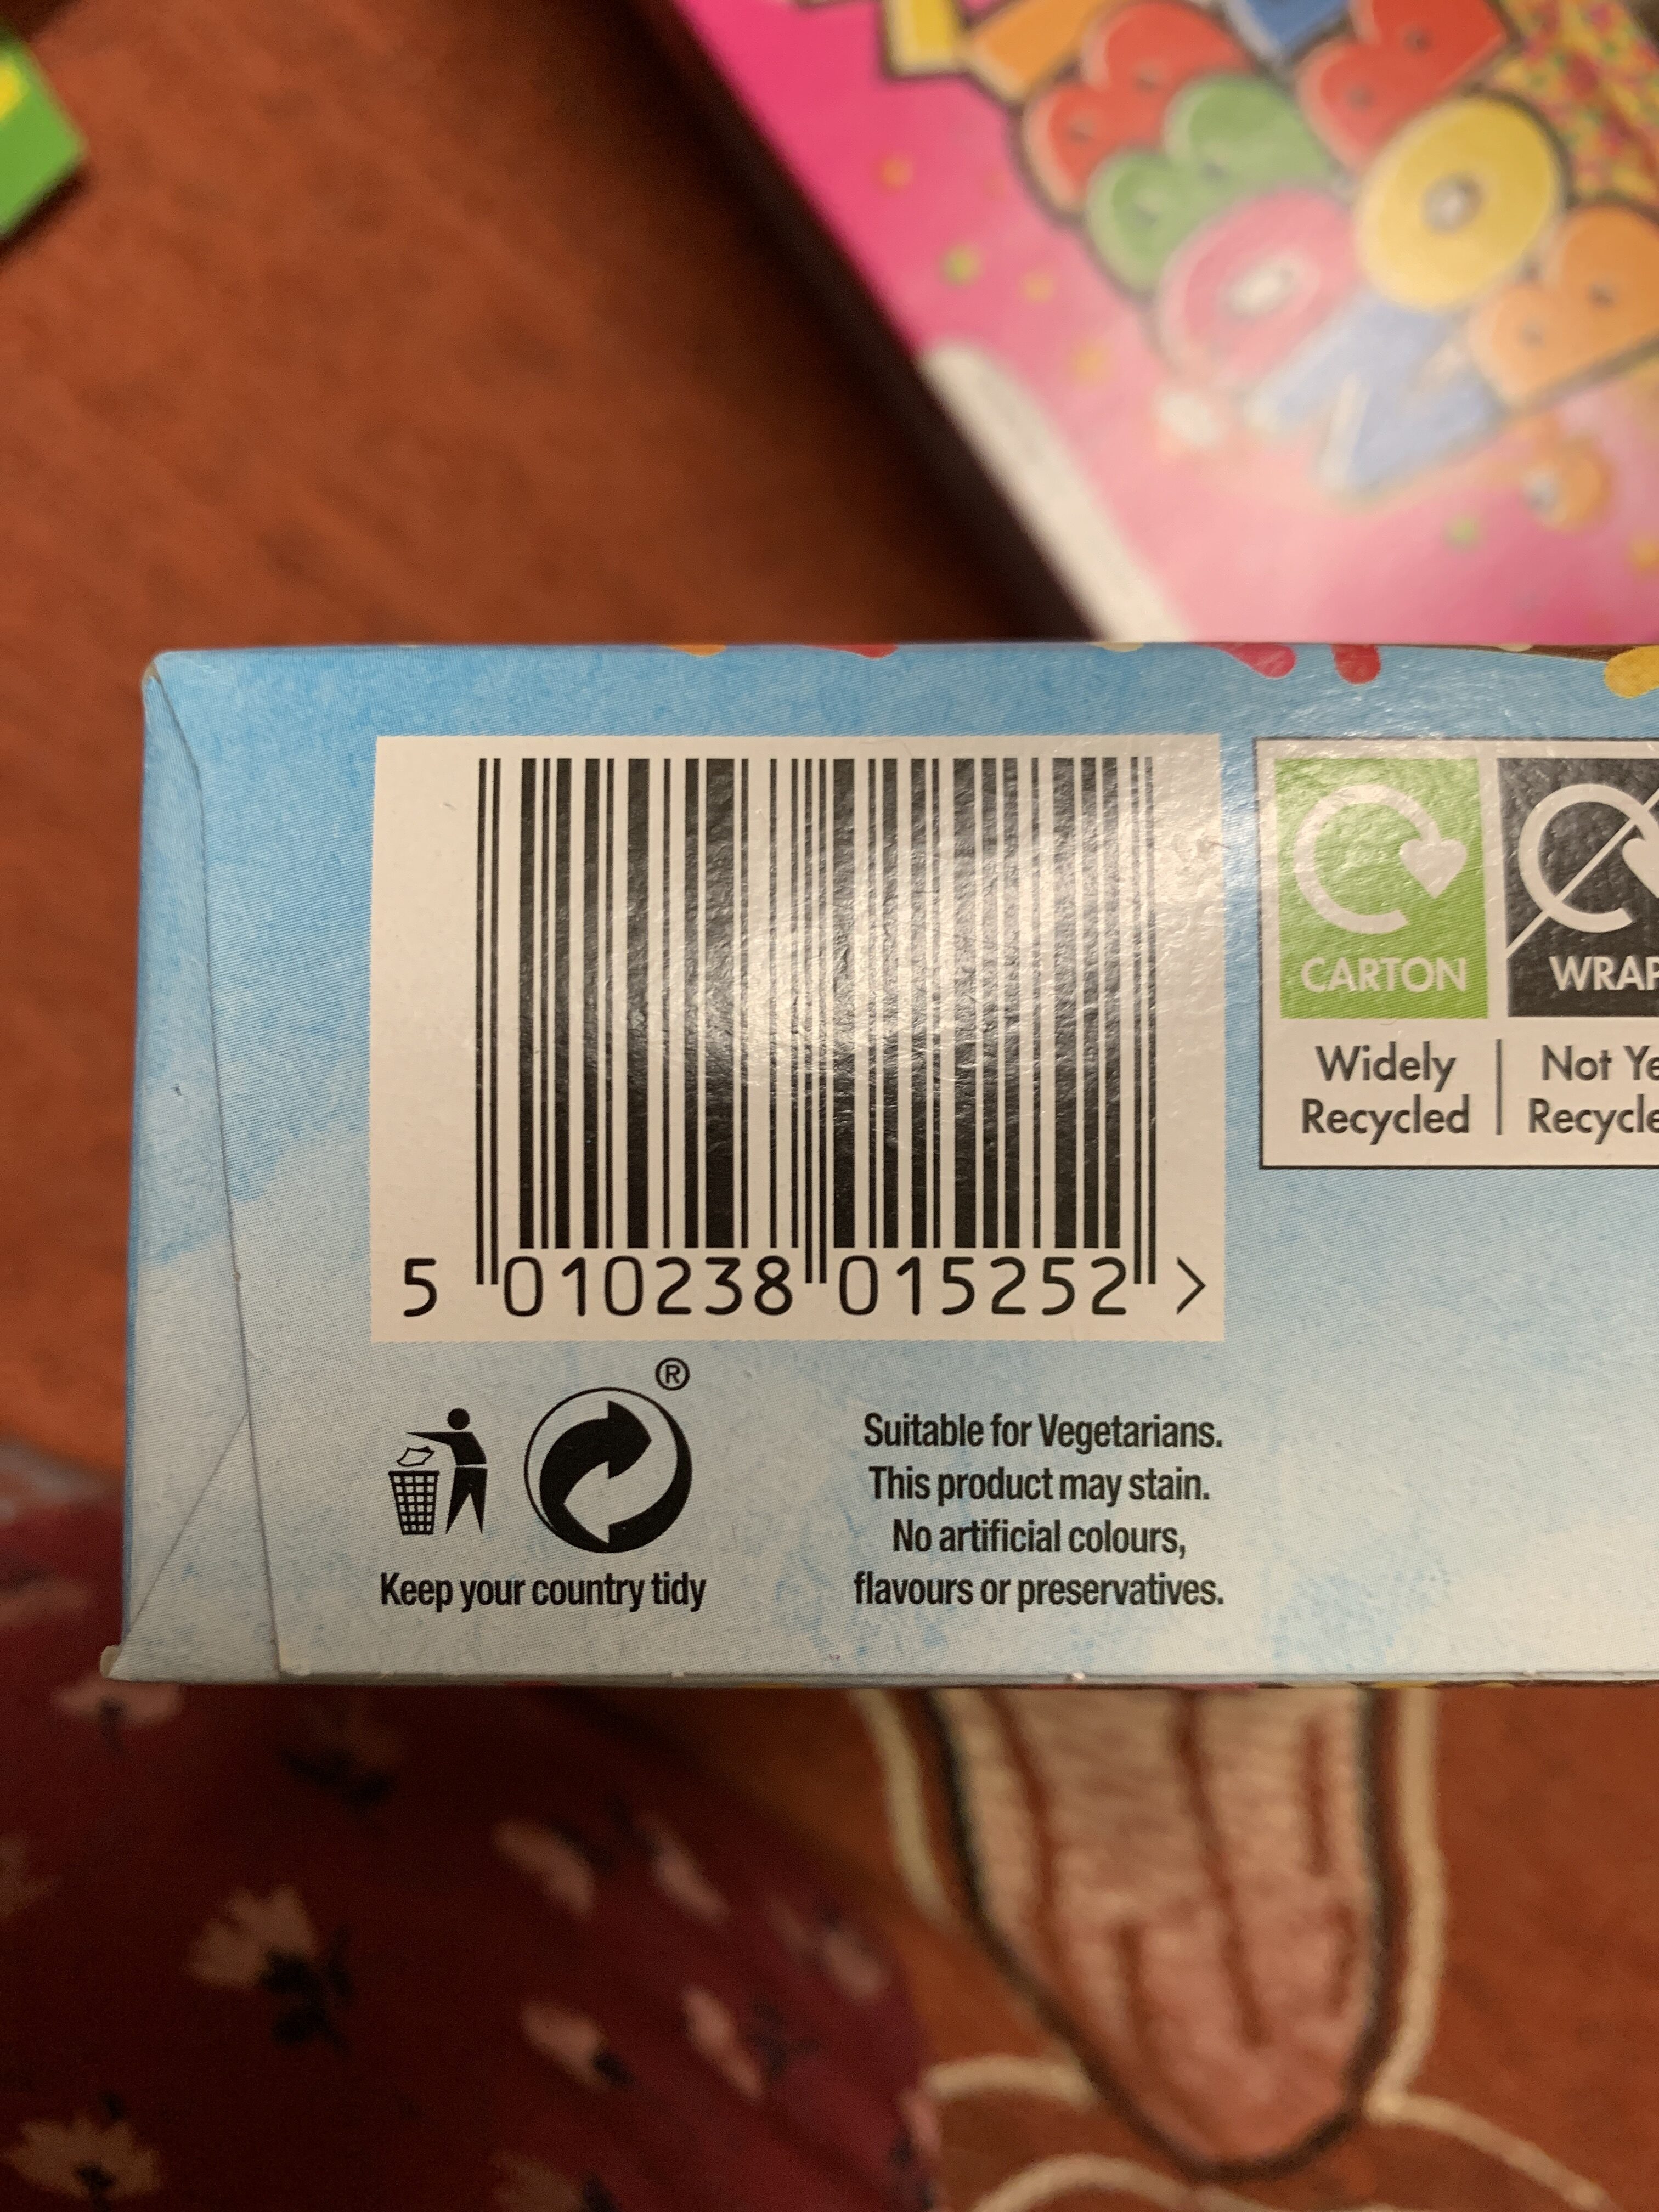 5 010238 015252 >
CARTON
Widely
Recycled
Recycle
®
Keep your country tidy
Suitable for Vegetarians.
This product may stain.
No artificial colours,
flavours or preservatives.